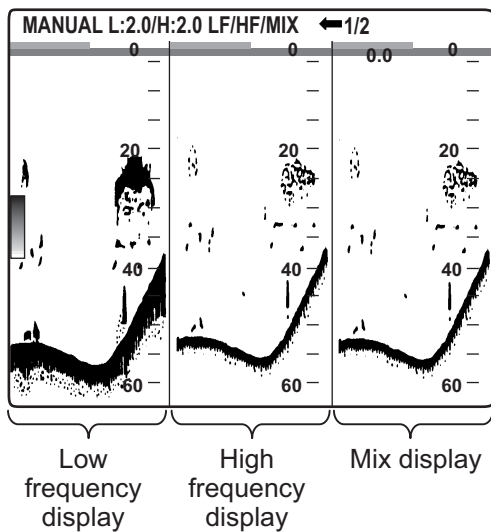 MANUAL L:2.0/H:2.0 LF/HF/MIX ⬅1/2
0 0 0.0 0
20 20 20
40 40 40
60 60 60
Low frequency display
High frequency display
Mix display